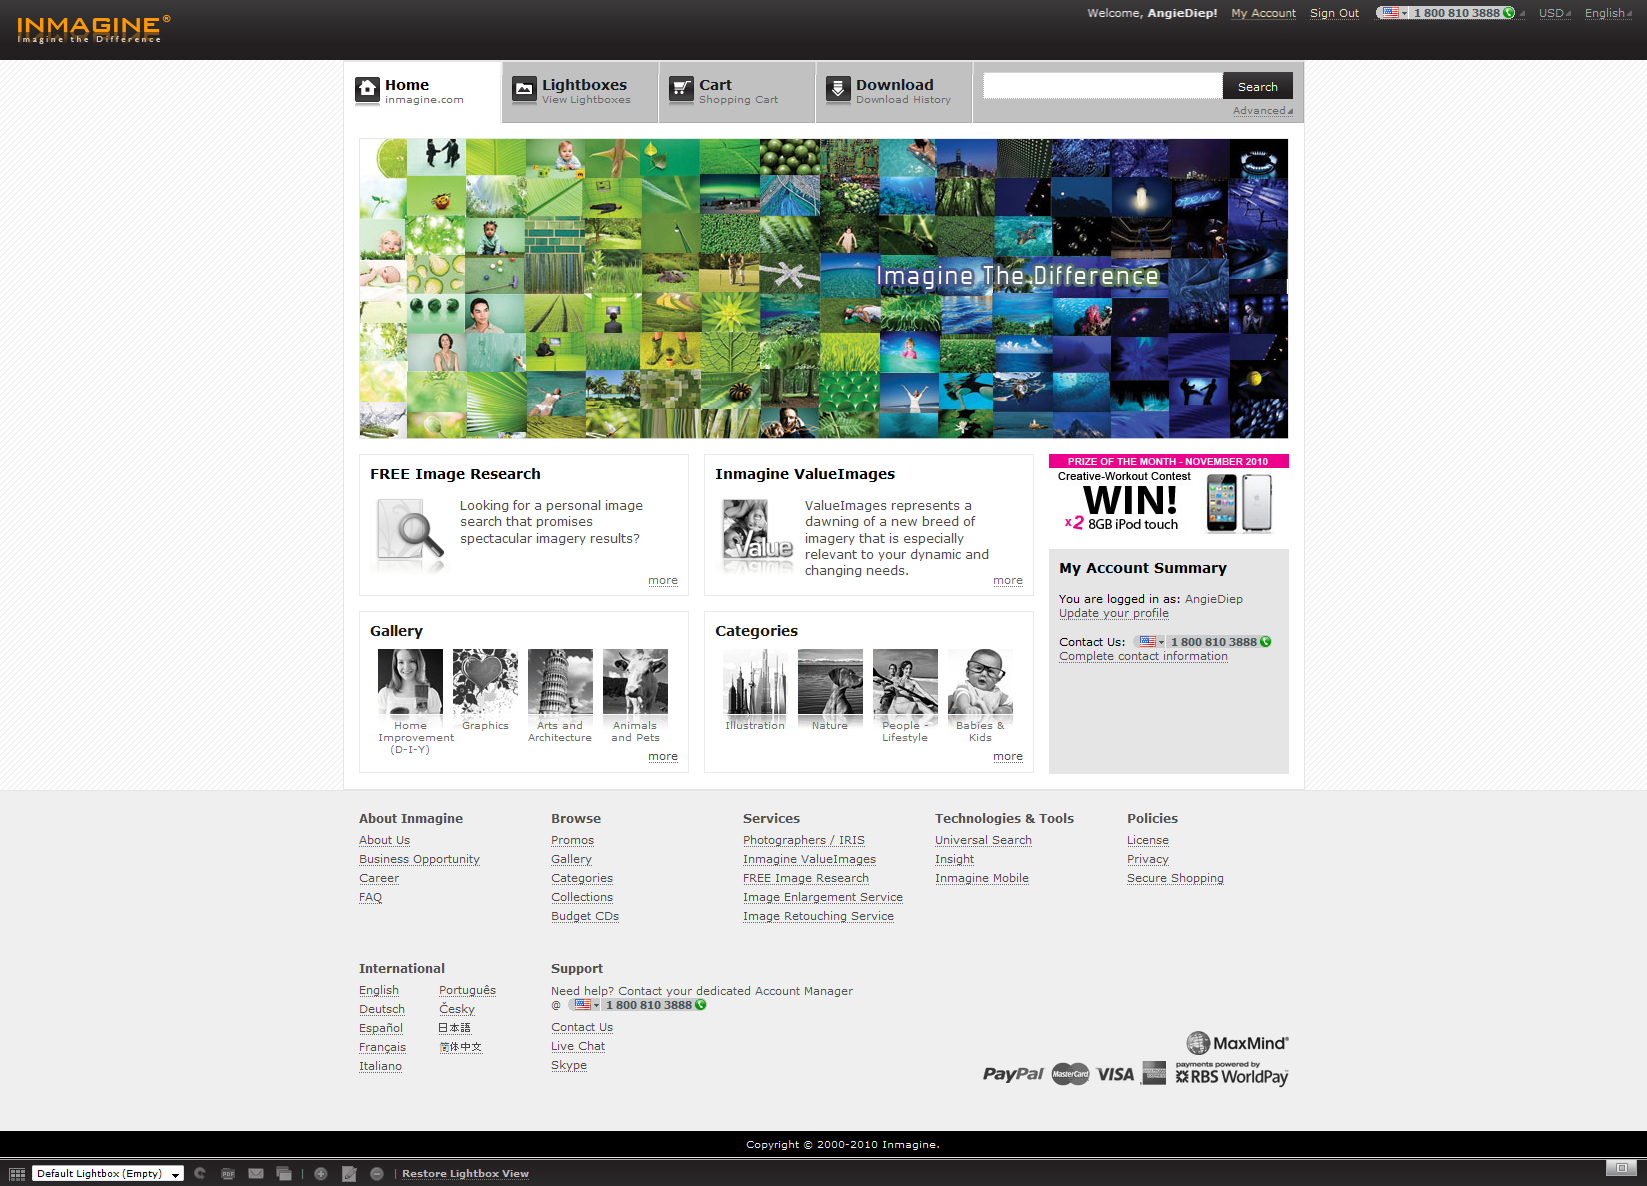 INMAGINE®
Imagine the Difference
Welcome, AngieDiep! My Account Sign Out 1 800 810 3888 USD English
Home
inmagine.com
Lightboxes
View Lightboxes
Cart
Shopping Cart
Download
Download History
Search
Advanced
open
Imagine The Difference
FREE Image Research
Looking for a personal image
search that promises
spectacular imagery results?
more
Inmagine ValueImages
Value
ValueImages represents a
dawning of a new breed of
imagery that is especially
relevant to your dynamic and
changing needs.
more
PRIZE OF THE MONTH - NOVEMBER 2010
Creative-Workout Contest
WIN!
x2 8GB iPod touch
My Account Summary
You are logged in as: AngieDiep
Update your profile
Contact Us: 1 800 810 3888
Complete contact information
Gallery
Home
Improvement
(D-I-Y)
Graphics
Arts and
Architecture
Animals
and Pets
more
Categories
Illustration
Nature
People -
Lifestyle
Babies &
Kids
more
About Inmagine
About Us
Business Opportunity
Career
FAQ
Browse
Promos
Gallery
Categories
Collections
Budget CDs
Services
Photographers / IRIS
Inmagine ValueImages
FREE Image Research
Image Enlargement Service
Image Retouching Service
Technologies & Tools
Universal Search
Insight
Inmagine Mobile
Policies
License
Privacy
Secure Shopping
International
English
Deutsch
Español
Français
Italiano
Português
Česky
日本語
简体中文
Support
Need help? Contact your dedicated Account Manager
@ 1 800 810 3888
Contact Us
Live Chat
Skype
MaxMind
PayPal MasterCard VISA
payments powered by
RBS WorldPay
Copyright © 2000-2010 Inmagine.
Default Lightbox (Empty) PDF | | Restore Lightbox View